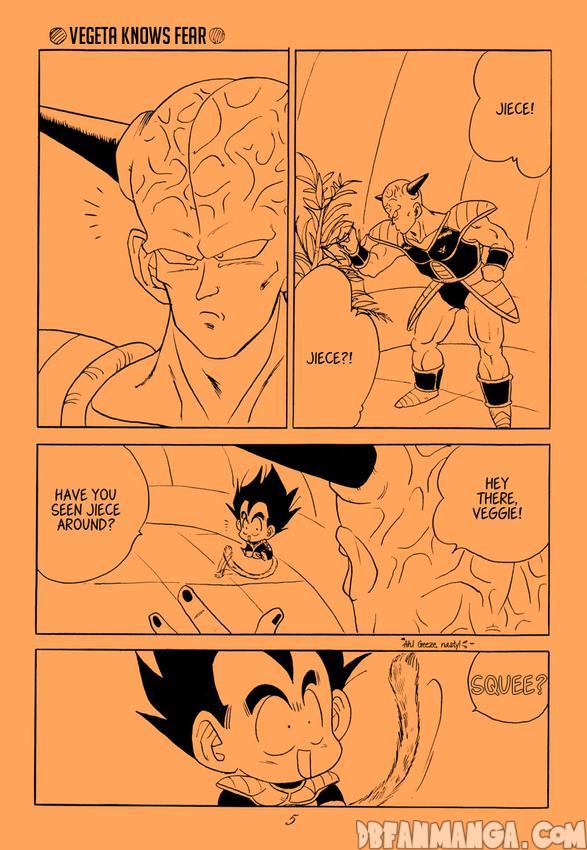 VEGETA KNOWS FEAR
JIECE!
JIECE?!
HEY
THERE,
VEGGIE!
HAVE YOU
SEEN JIECE
AROUND?
"Ah! Geeze, nasty!"~
SQUEE?
5
DBFANMANGA.COM